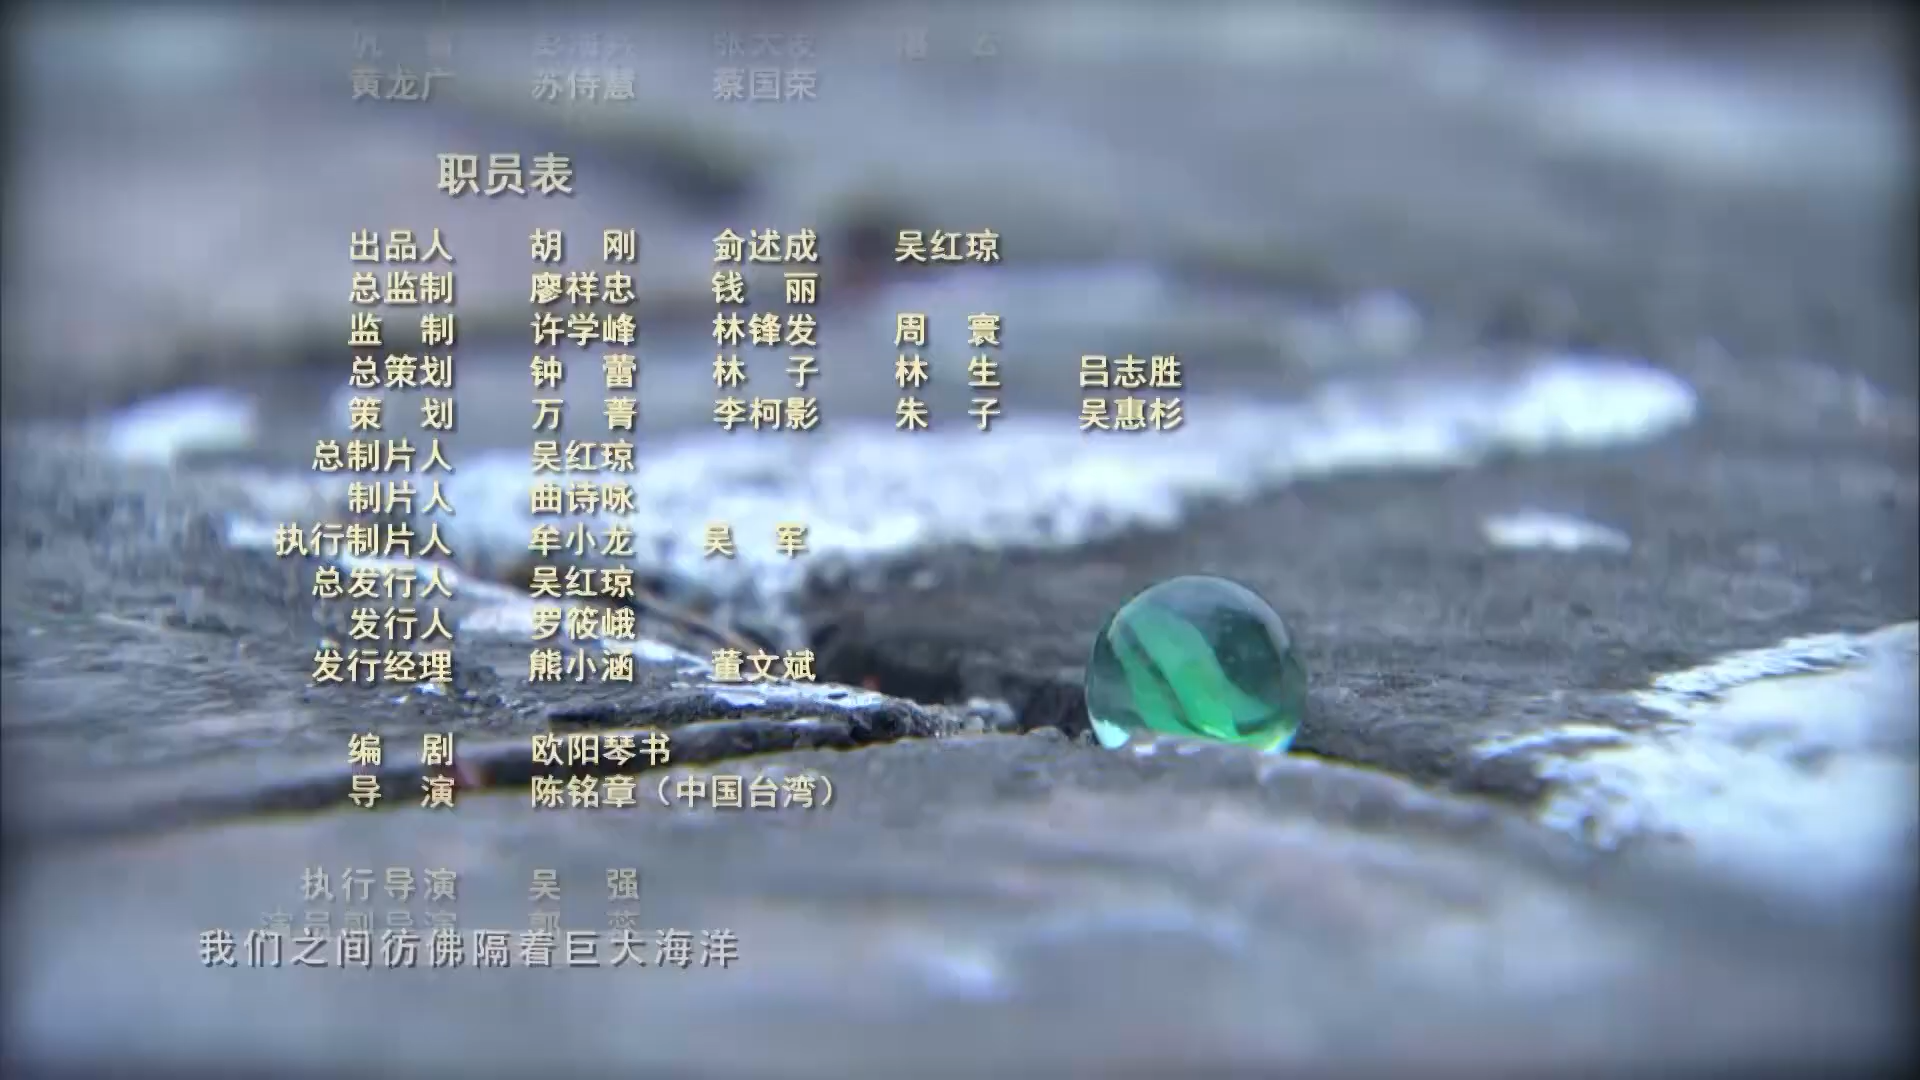 黄龙广 苏侍慧 蔡国荣
职员表
出品人 胡 刚 俞述成 吴红琼
总监制 廖祥忠 钱 丽
监 制 许学峰 林锋发 周 寰
总策划 钟 蕾 林 子 林 生 吕志胜
策 划 万 菁 李柯影 朱 子 吴惠杉
总制片人 吴红琼
制片人 曲诗咏
执行制片人 牟小龙 吴 军
总发行人 吴红琼
发行人 罗筱峨
发行经理 熊小涵 董文斌
编 剧 欧阳琴书
导 演 陈铭章（中国台湾）
执行导演 吴 强
演员副导演 郭 蕊
我们之间彷佛隔着巨大海洋